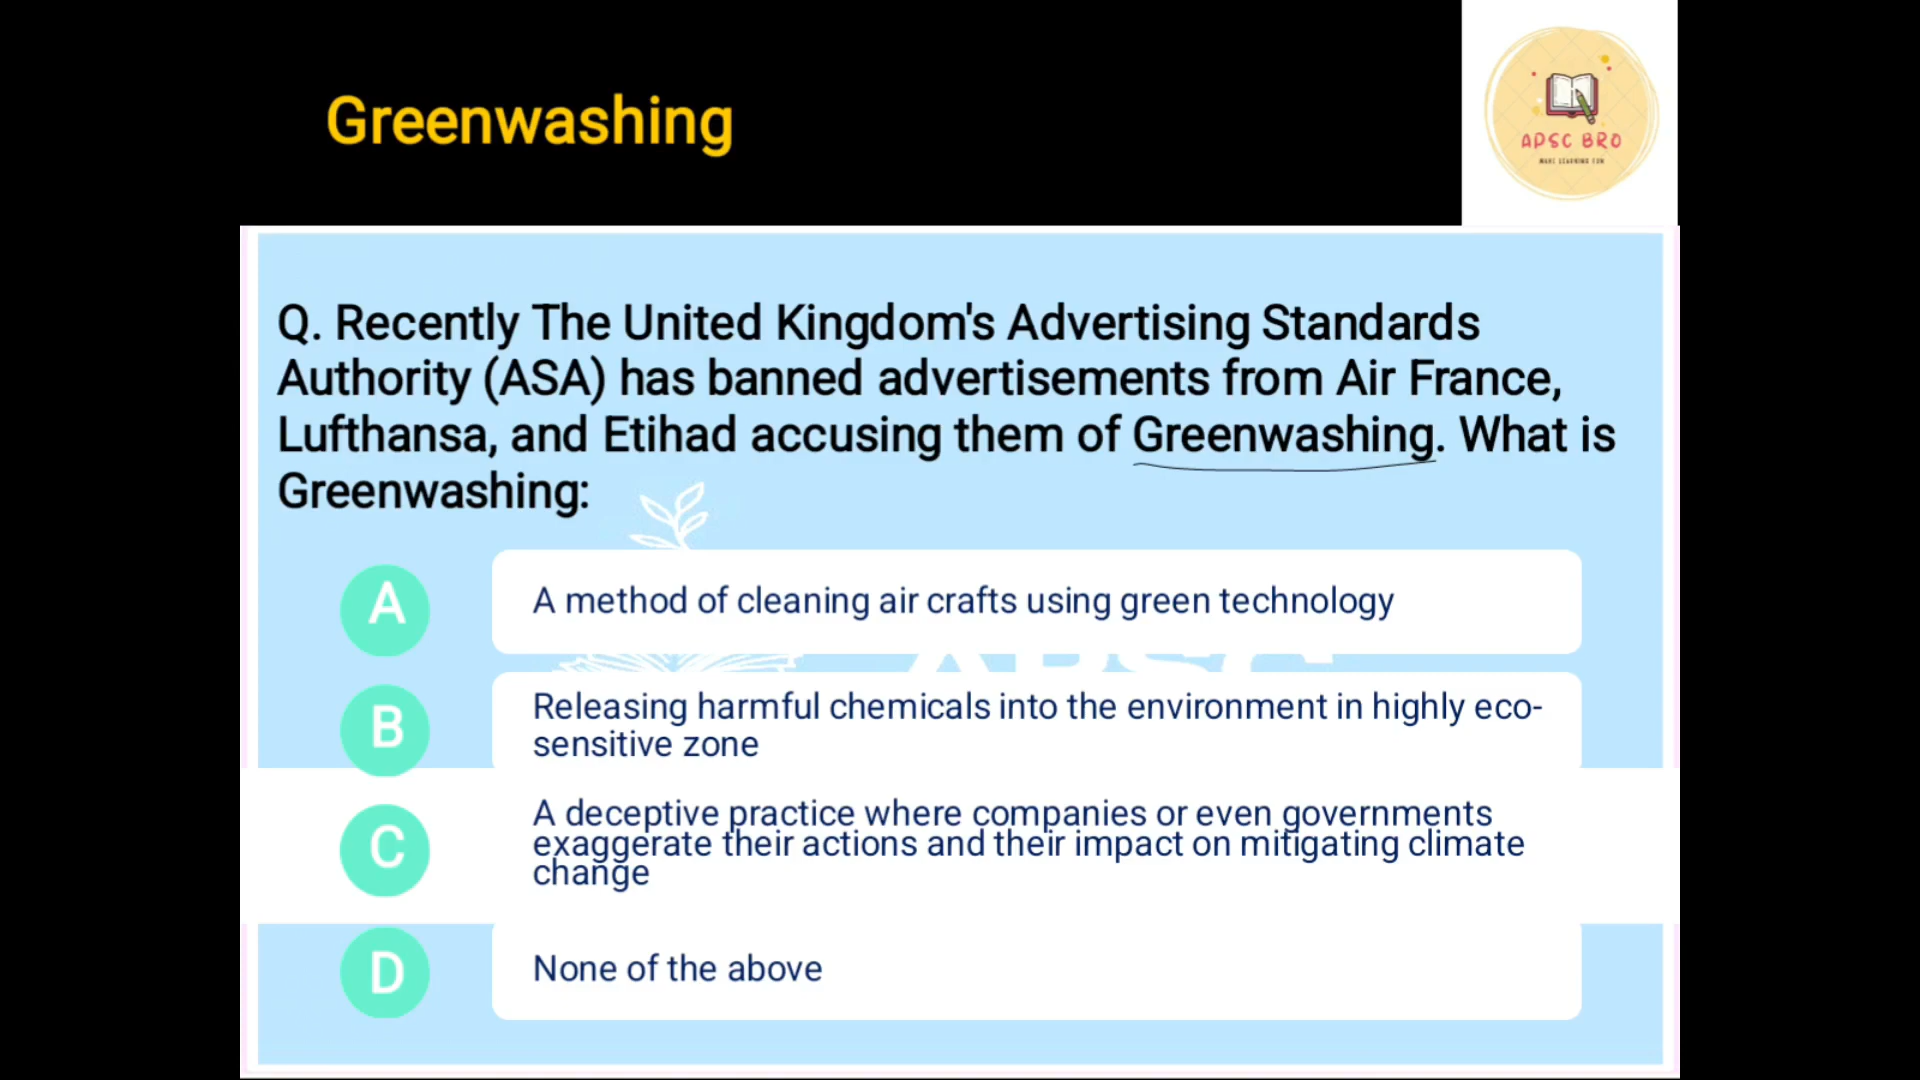 Greenwashing
APSC BRO
MAKE LEARNING FUN
Q. Recently The United Kingdom's Advertising Standards
Authority (ASA) has banned advertisements from Air France,
Lufthansa, and Etihad accusing them of Greenwashing. What is
Greenwashing:
A
A method of cleaning air crafts using green technology
B
Releasing harmful chemicals into the environment in highly eco-
sensitive zone
C
A deceptive practice where companies or even governments
exaggerate their actions and their impact on mitigating climate
change
D
None of the above